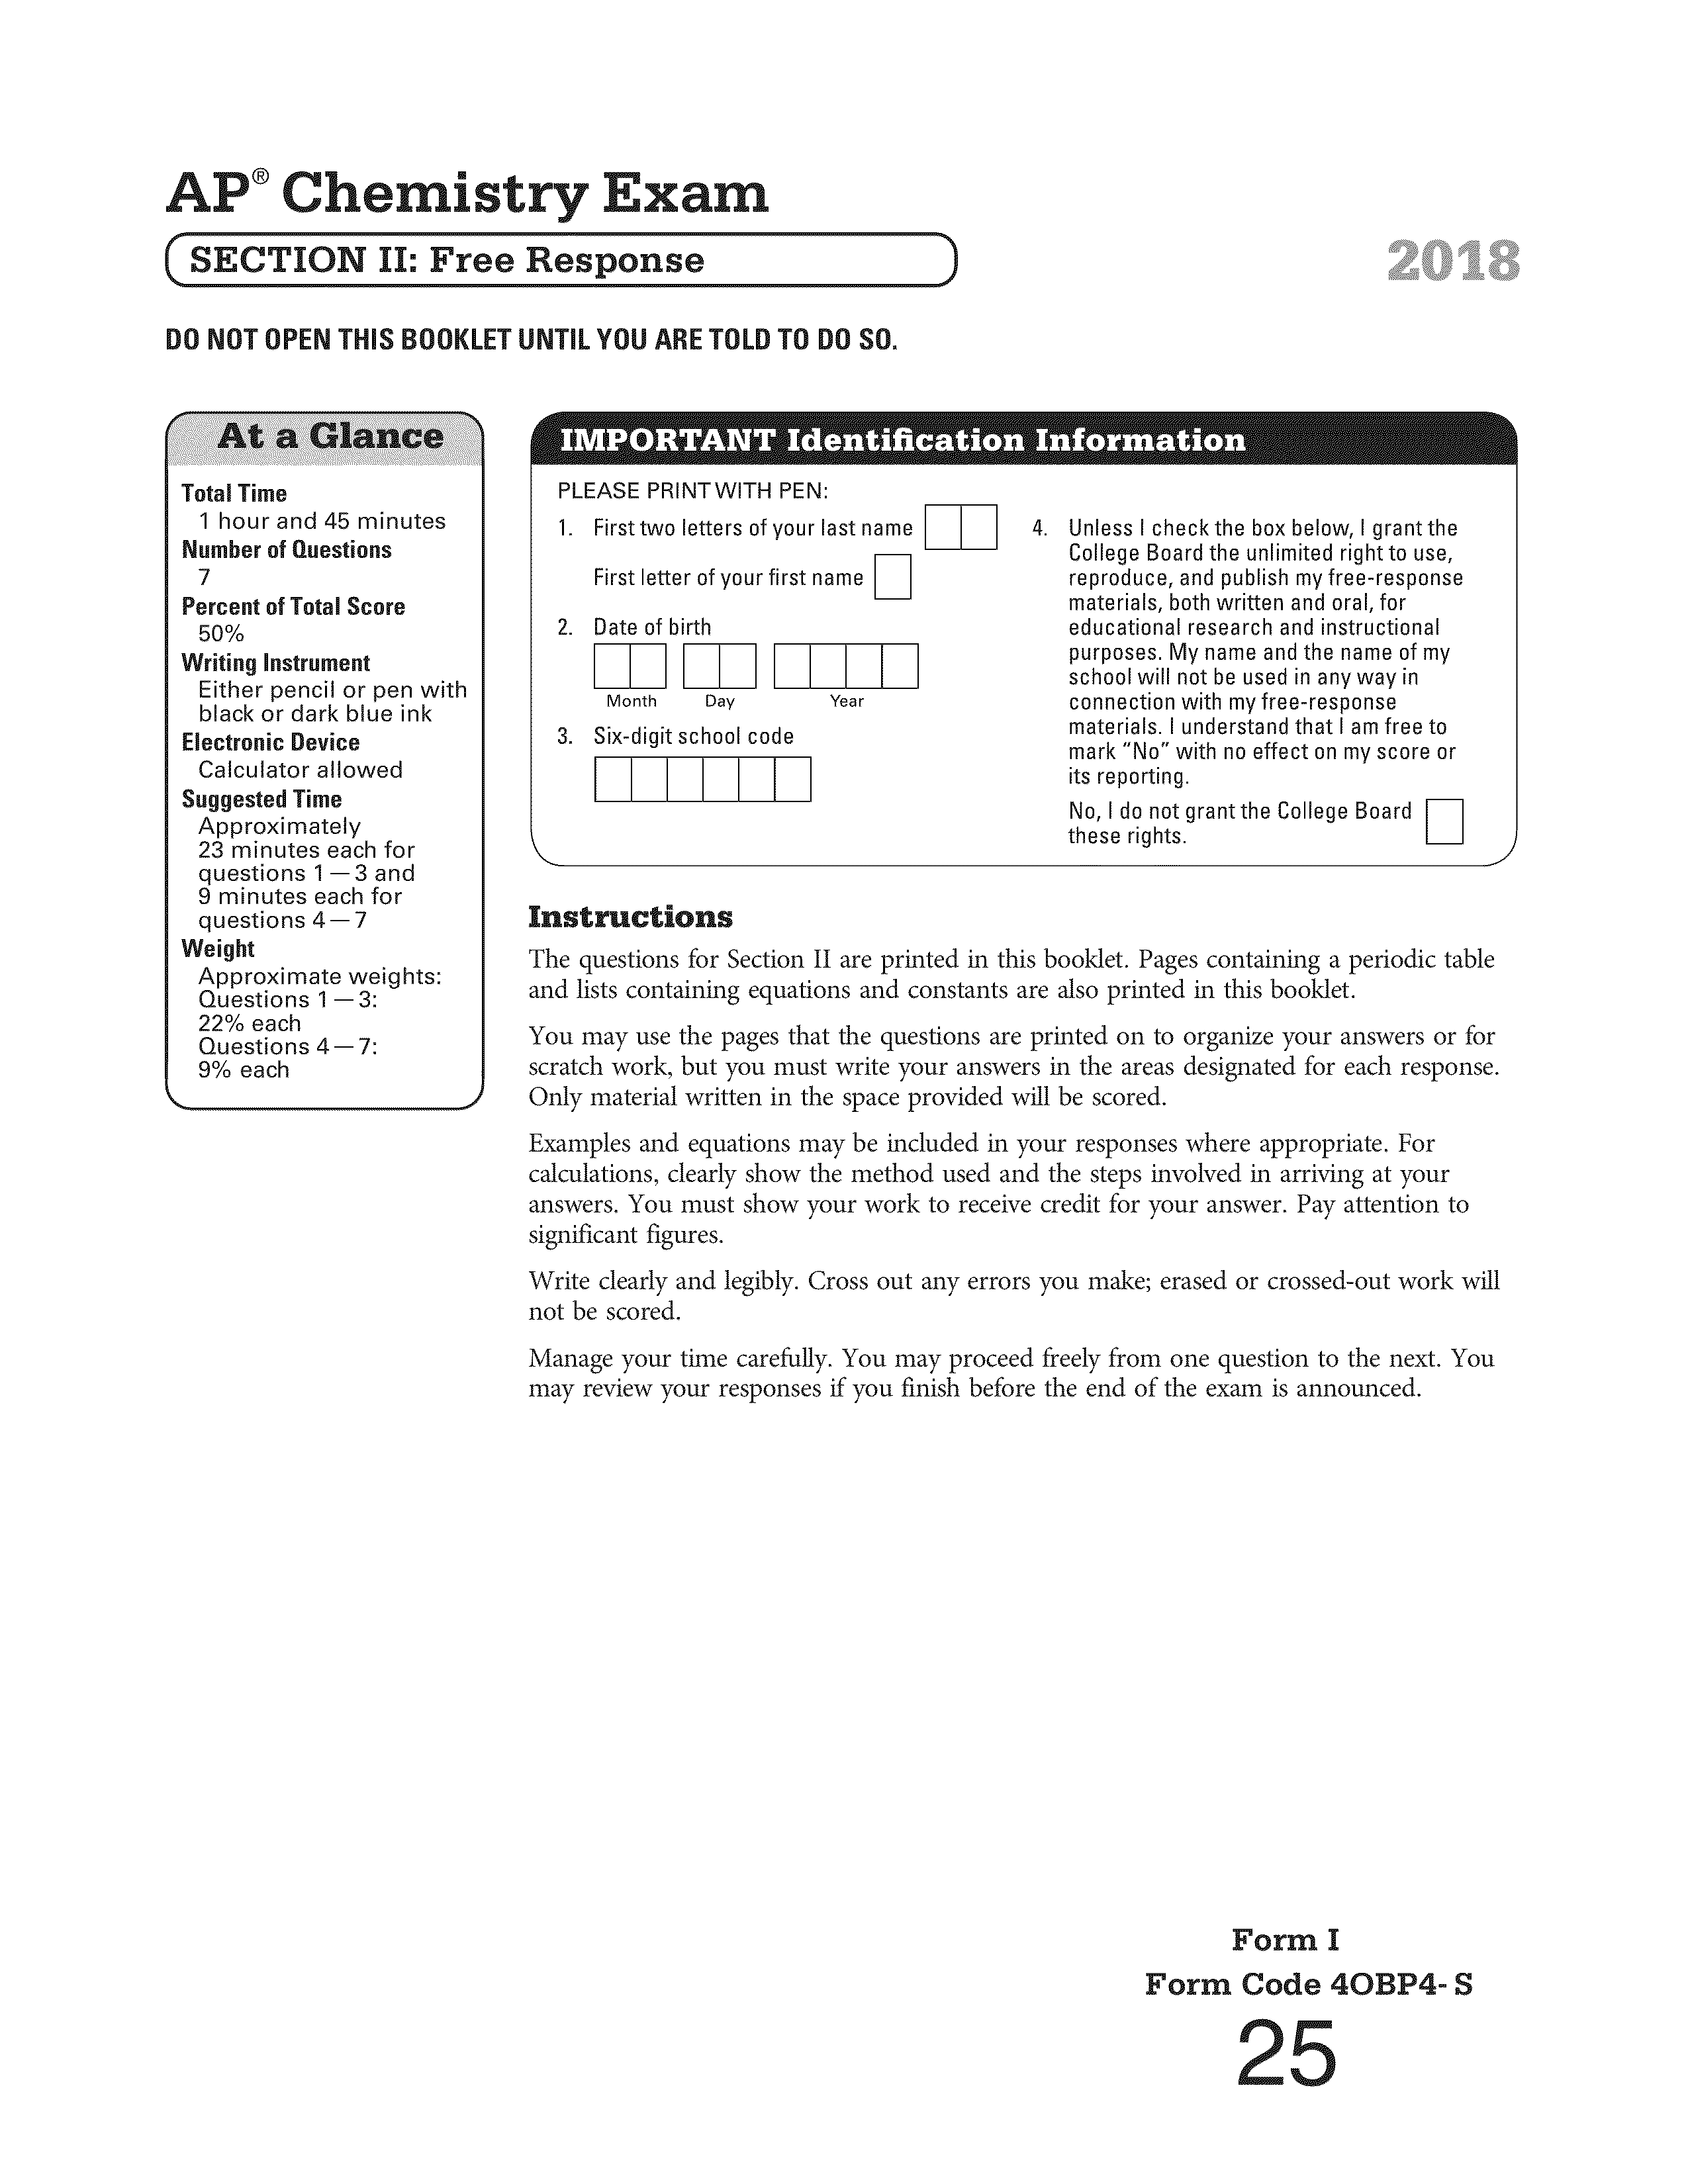 AP® Chemistry Exam
SECTION II: Free Response
2018
DO NOT OPEN THIS BOOKLET UNTIL YOU ARE TOLD TO DO SO.
At a Glance
Total Time
1 hour and 45 minutes
Number of Questions
7
Percent of Total Score
50%
Writing Instrument
Either pencil or pen with
black or dark blue ink
Electronic Device
Calculator allowed
Suggested Time
Approximately
23 minutes each for
questions 1 — 3 and
9 minutes each for
questions 4 — 7
Weight
Approximate weights:
Questions 1 — 3:
22% each
Questions 4 — 7:
9% each
IMPORTANT Identification Information
PLEASE PRINT WITH PEN:
1. First two letters of your last name
First letter of your first name
2. Date of birth
Month Day Year
3. Six-digit school code
4. Unless I check the box below, I grant the
College Board the unlimited right to use,
reproduce, and publish my free-response
materials, both written and oral, for
educational research and instructional
purposes. My name and the name of my
school will not be used in any way in
connection with my free-response
materials. I understand that I am free to
mark “No” with no effect on my score or
its reporting.
No, I do not grant the College Board
these rights.
Instructions
The questions for Section II are printed in this booklet. Pages containing a periodic table
and lists containing equations and constants are also printed in this booklet.
You may use the pages that the questions are printed on to organize your answers or for
scratch work, but you must write your answers in the areas designated for each response.
Only material written in the space provided will be scored.
Examples and equations may be included in your responses where appropriate. For
calculations, clearly show the method used and the steps involved in arriving at your
answers. You must show your work to receive credit for your answer. Pay attention to
significant figures.
Write clearly and legibly. Cross out any errors you make; erased or crossed-out work will
not be scored.
Manage your time carefully. You may proceed freely from one question to the next. You
may review your responses if you finish before the end of the exam is announced.
Form I
Form Code 4OBP4- S
25